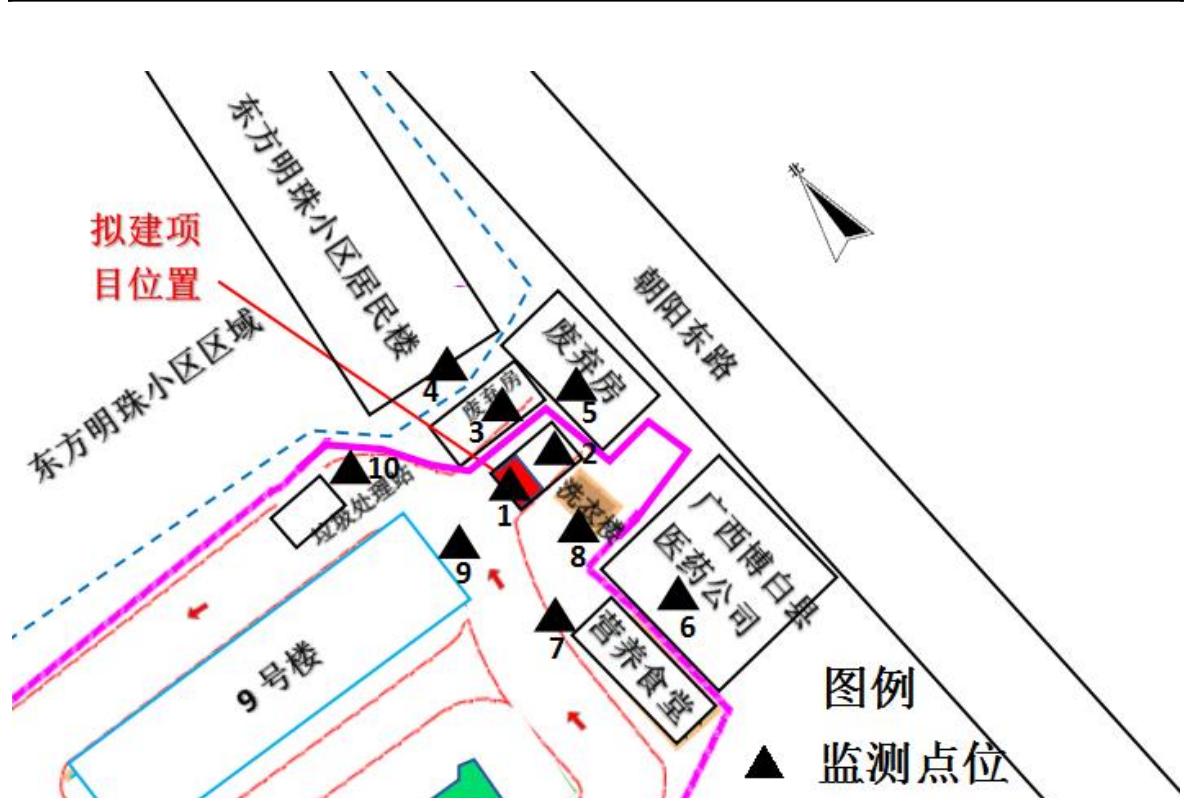 北
东方明珠小区居民楼
拟建项
目位置
朝阳东路
东方明珠小区区域
废弃房
废弃房
4
5
3
2
10
垃圾处理站
1
洗衣楼
8
9
广西博白县
医药公司
6
7
营养食堂
9号楼
图例
监测点位